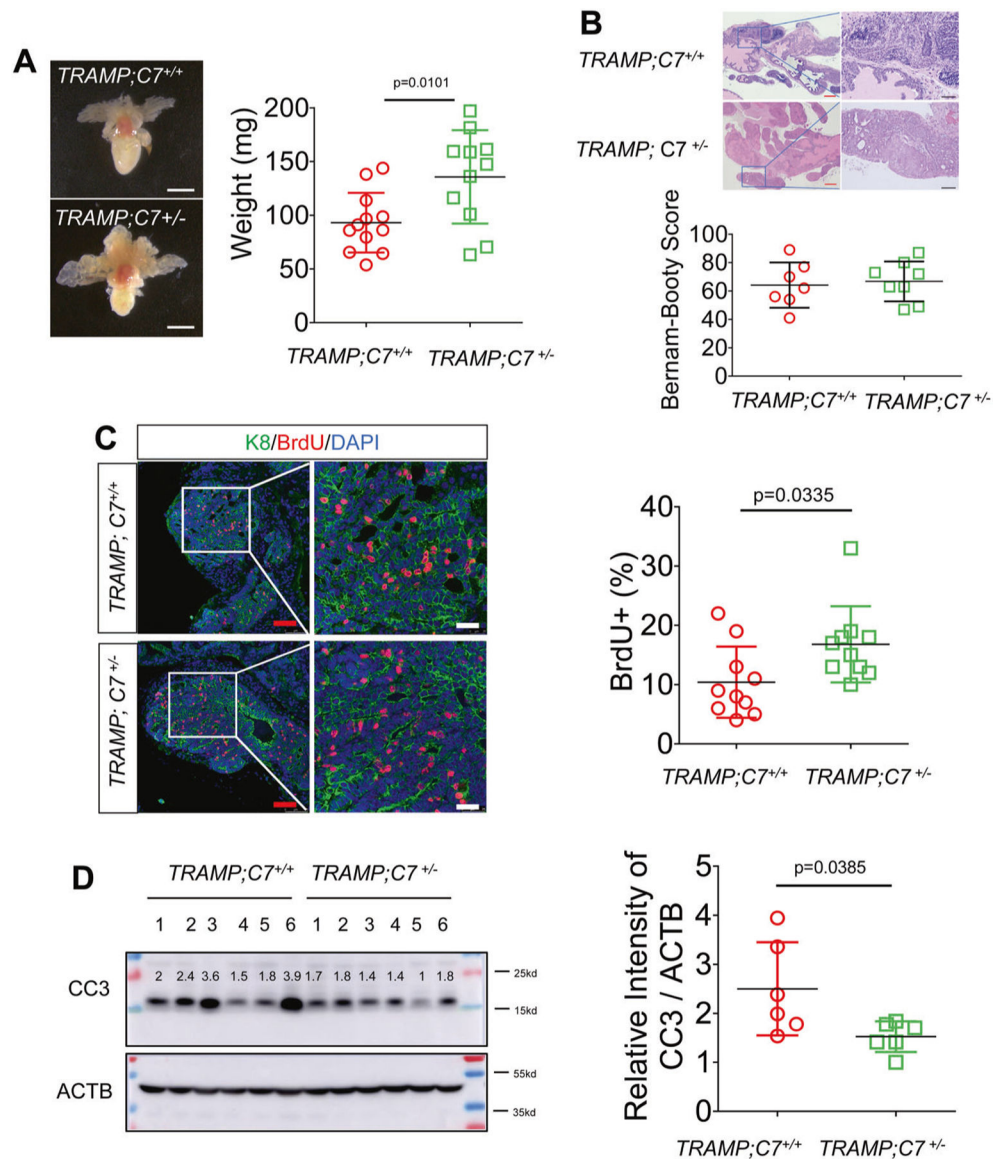 A
TRAMP;C7+/+
TRAMP;C7+/-
Weight (mg)
200
150
100
50
0
p=0.0101
TRAMP;C7+/+
TRAMP;C7 +/-
B
TRAMP;C7+/+
TRAMP; C7 +/-
Bernam-Booty Score
100
80
60
40
20
0
TRAMP;C7+/+
TRAMP;C7 +/-
C
K8/BrdU/DAPI
TRAMP; C7+/+
TRAMP; C7 +/-
BrdU+ (%)
40
30
20
10
0
p=0.0335
TRAMP;C7+/+
TRAMP;C7 +/-
D
TRAMP;C7+/+ TRAMP;C7 +/-
1 2 3 4 5 6 1 2 3 4 5 6
CC3
2 2.4 3.6 1.5 1.8 3.9 1.7 1.8 1.4 1.4 1 1.8
25kd
15kd
ACTB
55kd
35kd
Relative Intensity of
CC3 / ACTB
5
4
3
2
1
0
p=0.0385
TRAMP;C7+/+
TRAMP;C7 +/-